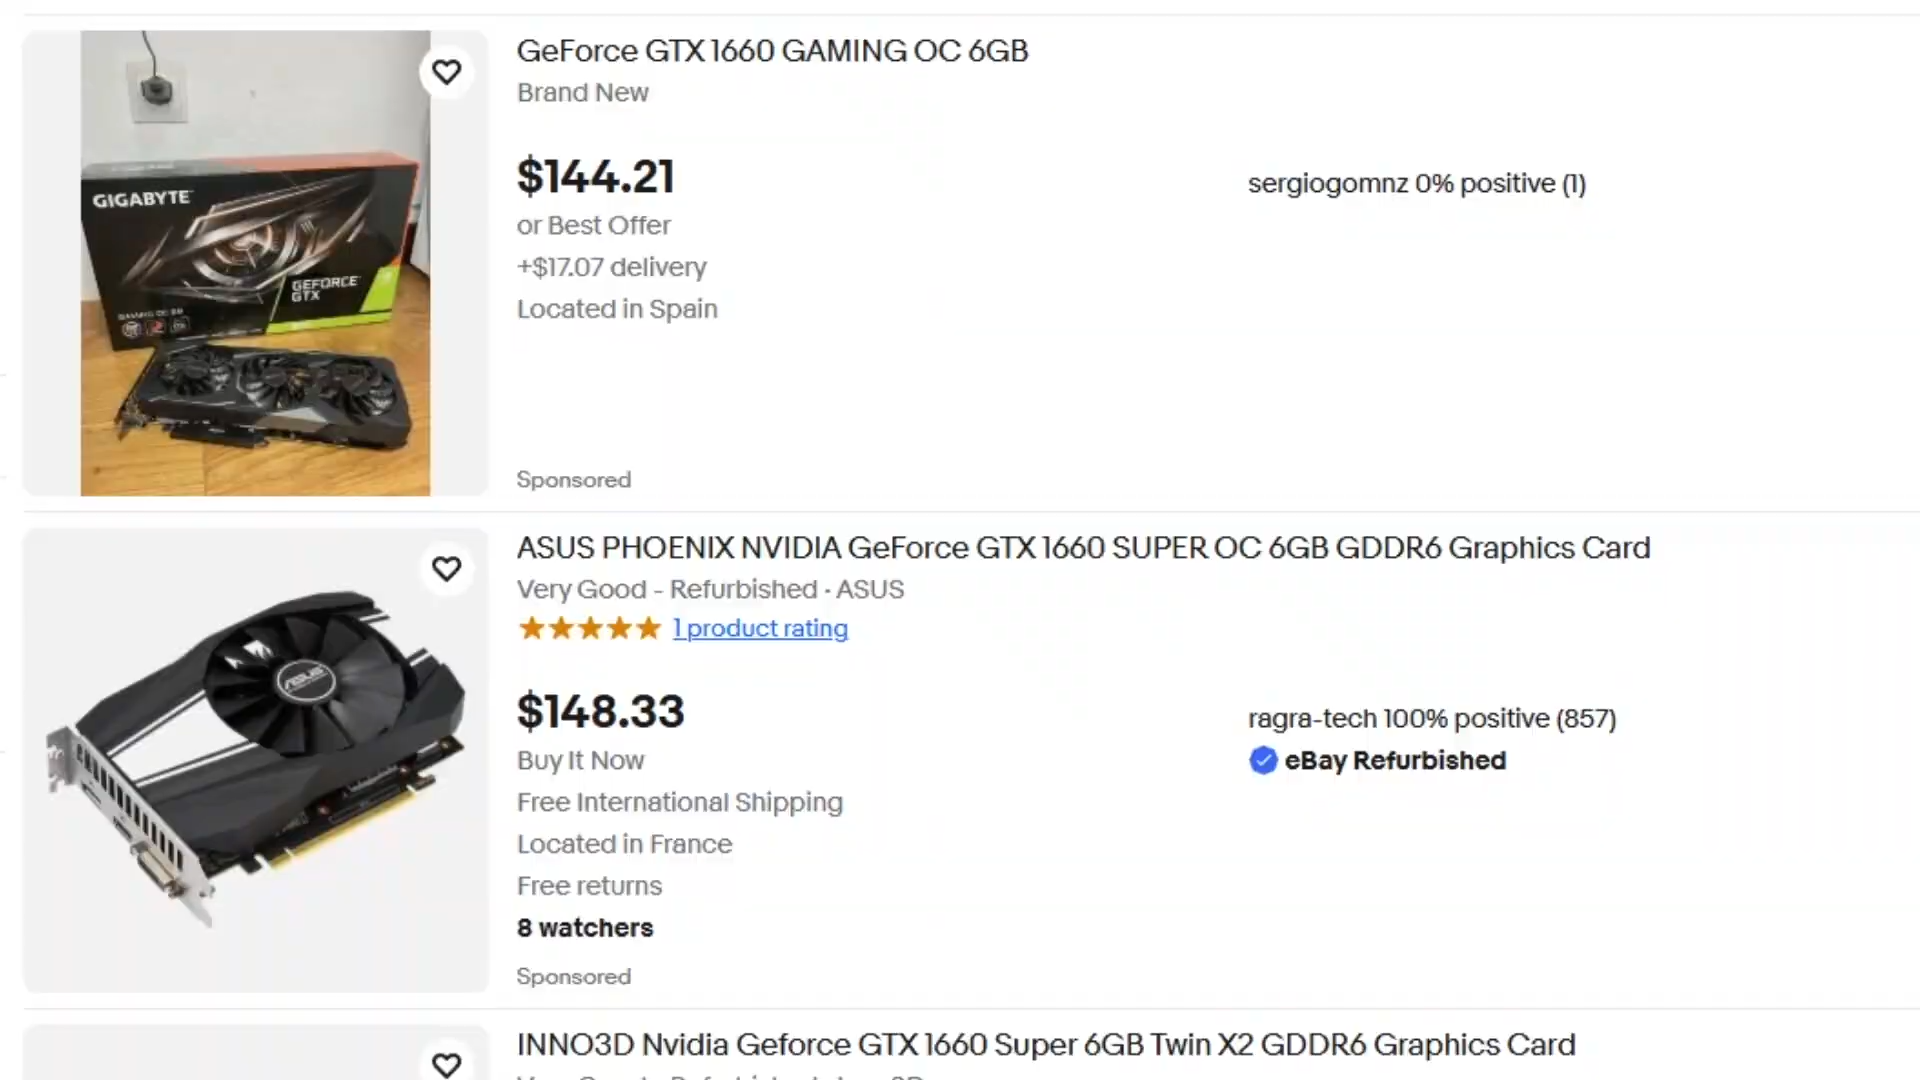 GeForce GTX 1660 GAMING OC 6GB
Brand New
$144.21
or Best Offer
+$17.07 delivery
Located in Spain
sergiogomnz 0% positive (1)
Sponsored
GIGABYTE
GEFORCE
GTX
ASUS PHOENIX NVIDIA GeForce GTX 1660 SUPER OC 6GB GDDR6 Graphics Card
Very Good - Refurbished · ASUS
1 product rating
$148.33
Buy It Now
Free International Shipping
Located in France
Free returns
8 watchers
ragra-tech 100% positive (857)
eBay Refurbished
Sponsored
ASUS
INNO3D Nvidia Geforce GTX 1660 Super 6GB Twin X2 GDDR6 Graphics Card